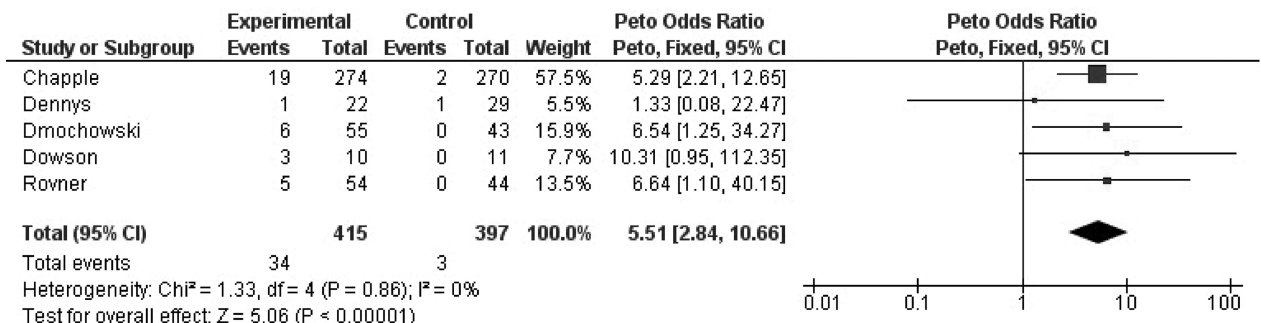 Experimental Control Peto Odds Ratio Peto Odds Ratio
Study or Subgroup Events Total Events Total Weight Peto, Fixed, 95% CI Peto, Fixed, 95% CI
Chapple 19 274 2 270 57.5% 5.29 [2.21, 12.65]
Dennys 1 22 1 29 5.5% 1.33 [0.08, 22.47]
Dmochowski 6 55 0 43 15.9% 6.54 [1.25, 34.27]
Dowson 3 10 0 11 7.7% 10.31 [0.95, 112.35]
Rovner 5 54 0 44 13.5% 6.64 [1.10, 40.15]
Total (95% CI) 415 397 100.0% 5.51 [2.84, 10.66]
Total events 34 3
Heterogeneity: Chi² = 1.33, df = 4 (P = 0.86); I² = 0%
Test for overall effect: Z = 5.06 (P < 0.00001)
0.01 0.1 1 10 100